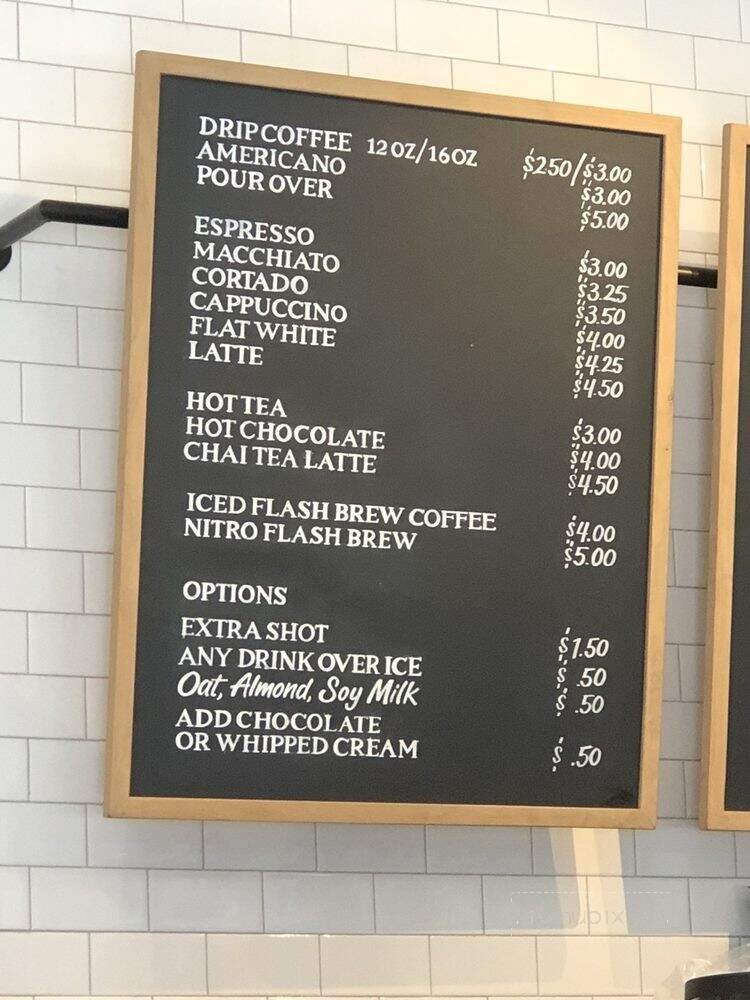 DRIP COFFEE 12 OZ/16OZ $250/$3.00
AMERICANO $3.00
POUR OVER $5.00
ESPRESSO $3.00
MACCHIATO $3.25
CORTADO $3.50
CAPPUCCINO $4.00
FLAT WHITE $4.25
LATTE $4.50
HOT TEA $3.00
HOT CHOCOLATE $4.00
CHAI TEA LATTE $4.50
ICED FLASH BREW COFFEE $4.00
NITRO FLASH BREW $5.00
OPTIONS
EXTRA SHOT $1.50
ANY DRINK OVER ICE $ .50
Oat, Almond, Soy Milk $ .50
ADD CHOCOLATE
OR WHIPPED CREAM $ .50